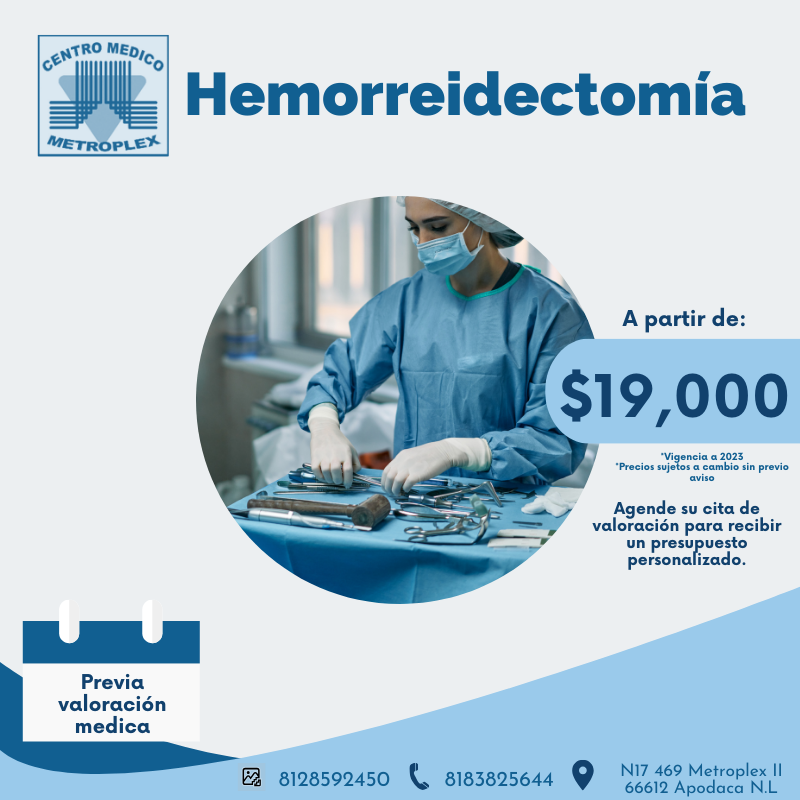 CENTRO MEDICO
METROPLEX
Hemorreidectomía
A partir de:
$19,000
*Vigencia a 2023
*Precios sujetos a cambio sin previo
aviso
Agende su cita de
valoración para recibir
un presupuesto
personalizado.
Previa
valoración
medica
8128592450
8183825644
N17 469 Metroplex II
66612 Apodaca N.L